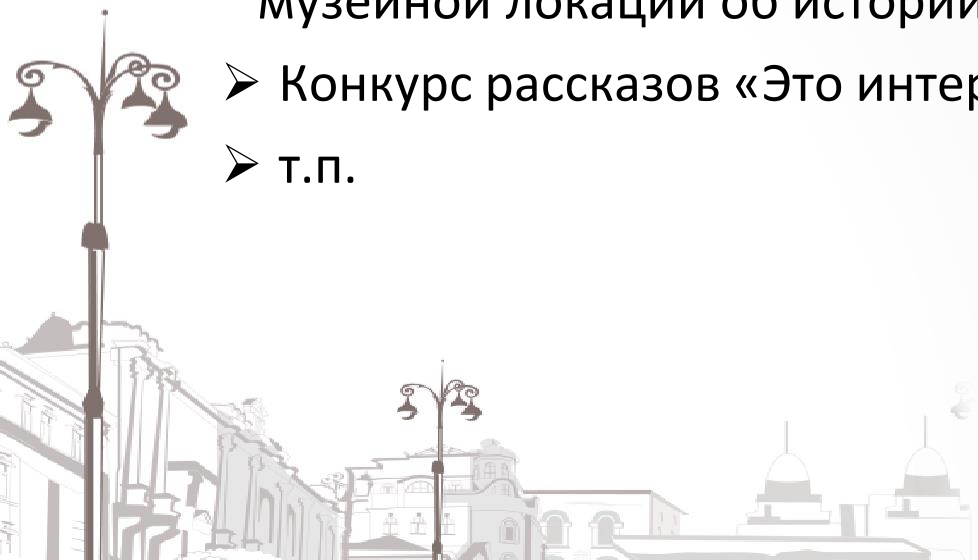 музейной локации об истории
➢ Конкурс рассказов «Это интер
➢ т.п.